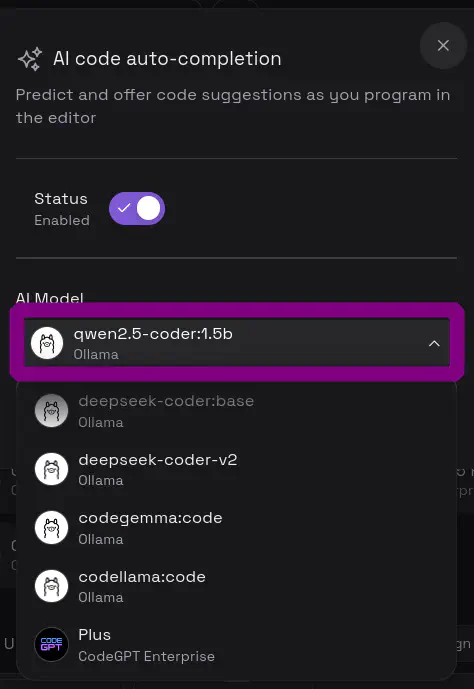 AI code auto-completion
Predict and offer code suggestions as you program in
the editor
Status
Enabled
AI Model
qwen2.5-coder:1.5b
Ollama
deepseek-coder:base
Ollama
deepseek-coder-v2
Ollama
codegemma:code
Ollama
codellama:code
Ollama
CODE
GPT
Plus
CodeGPT Enterprise